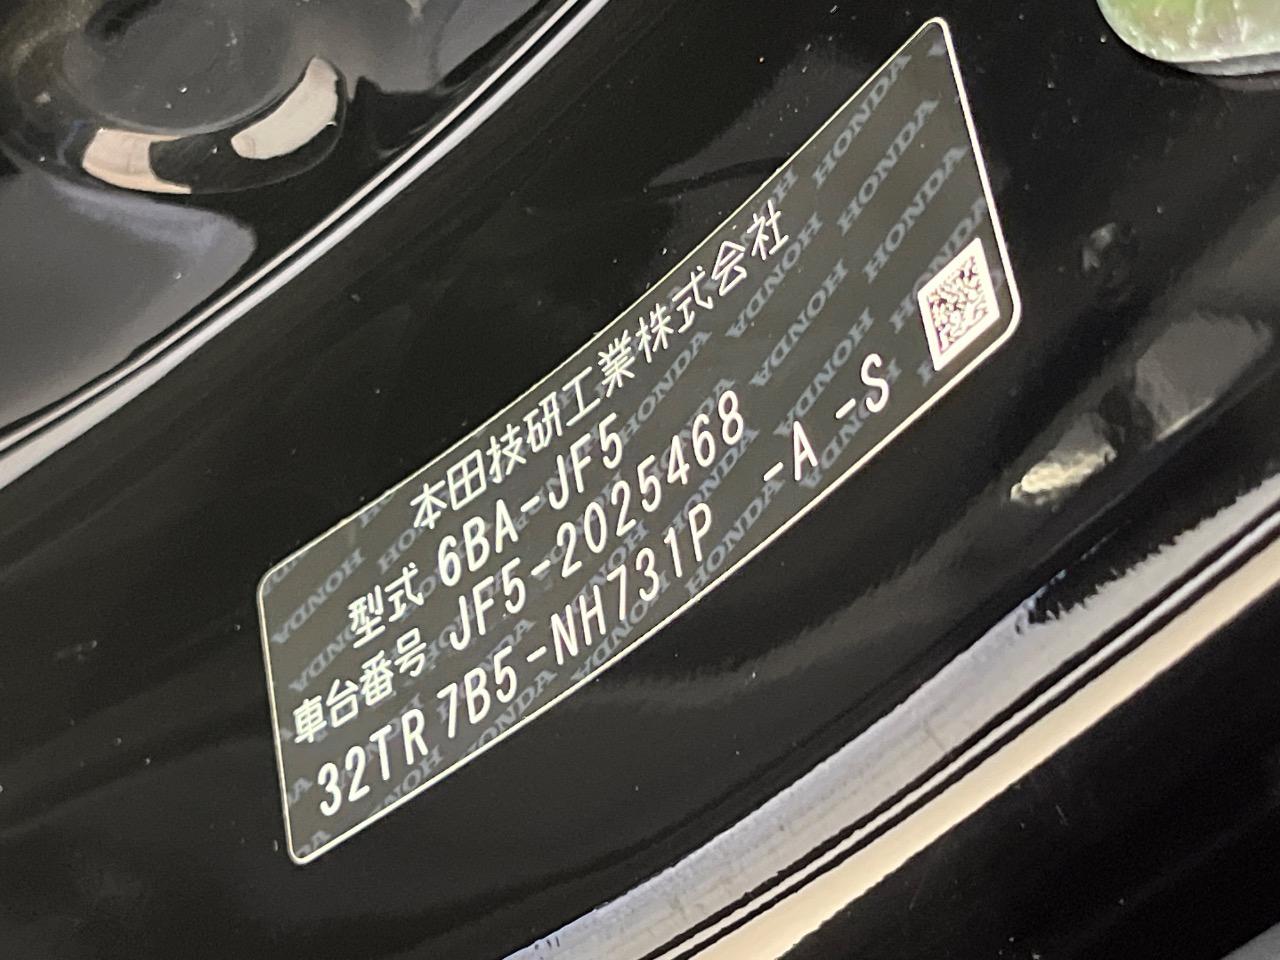 本田技研工業株式会社
型式 6BA-JF5
車台番号 JF5-2025468
32TR 7B5-NH731P -A -S